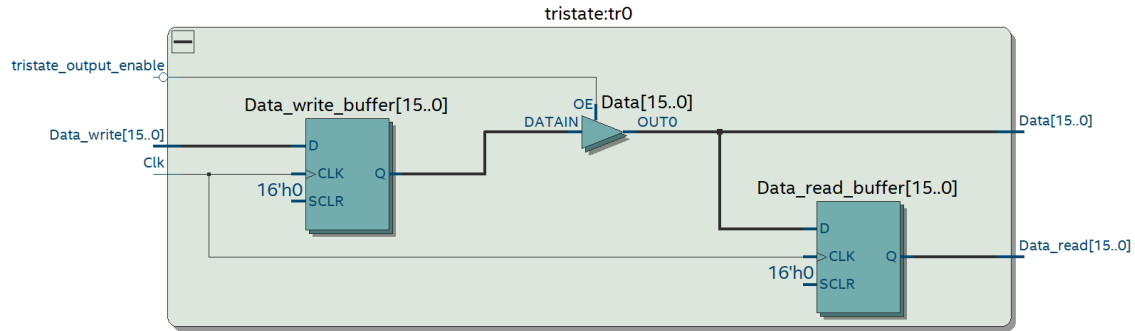 tristate:tr0
tristate_output_enable
Data_write_buffer[15..0]
OE
Data[15..0]
DATAIN
OUT0
Data[15..0]
Data_write[15..0]
D
Clk
CLK
Q
16'h0
SCLR
Data_read_buffer[15..0]
D
CLK
Q
Data_read[15..0]
16'h0
SCLR